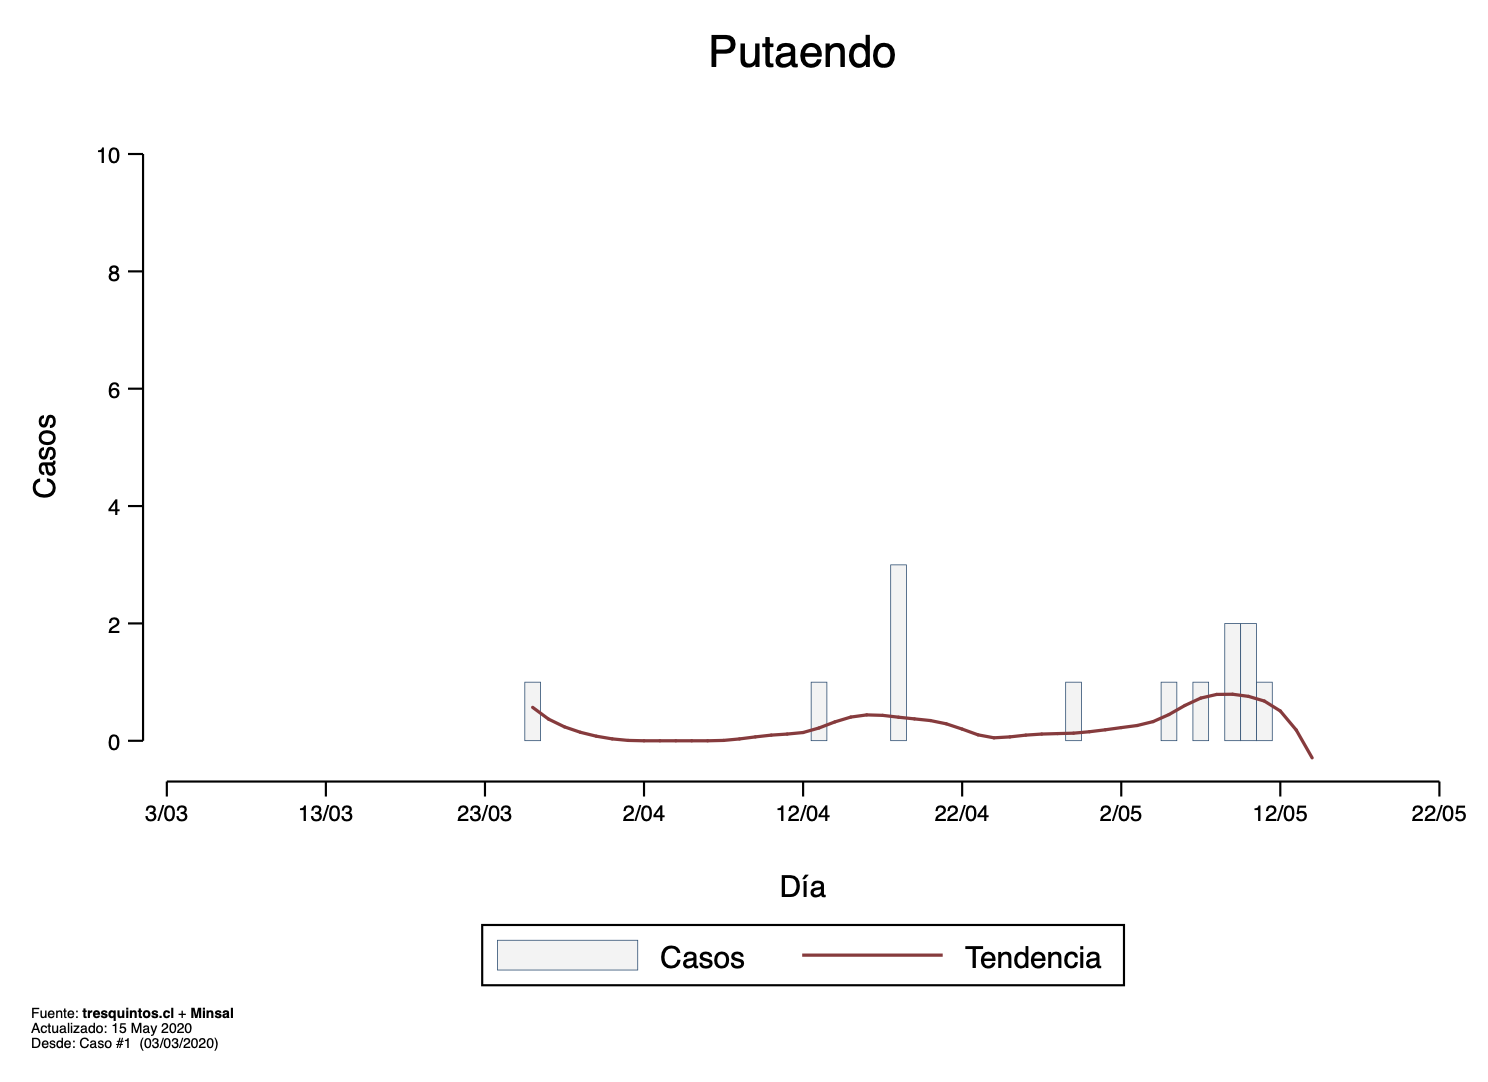 Putaendo
10
8
6
4
2
0
Casos
3/03 13/03 23/03 2/04 12/04 22/04 2/05 12/05 22/05
Día
Casos Tendencia
Fuente: tresquintos.cl + Minsal
Actualizado: 15 May 2020
Desde: Caso #1 (03/03/2020)